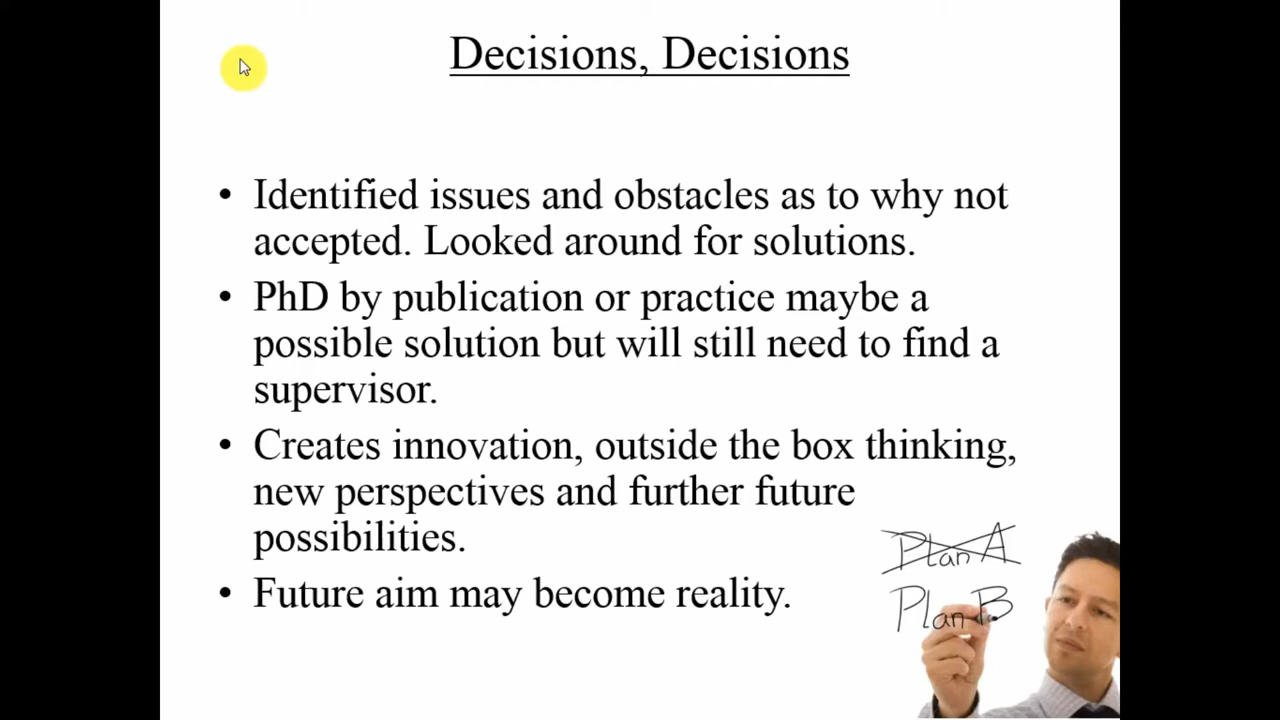 Decisions, Decisions
• Identified issues and obstacles as to why not
accepted. Looked around for solutions.
• PhD by publication or practice maybe a
possible solution but will still need to find a
supervisor.
• Creates innovation, outside the box thinking,
new perspectives and further future
possibilities.
• Future aim may become reality.
Plan A
Plan B